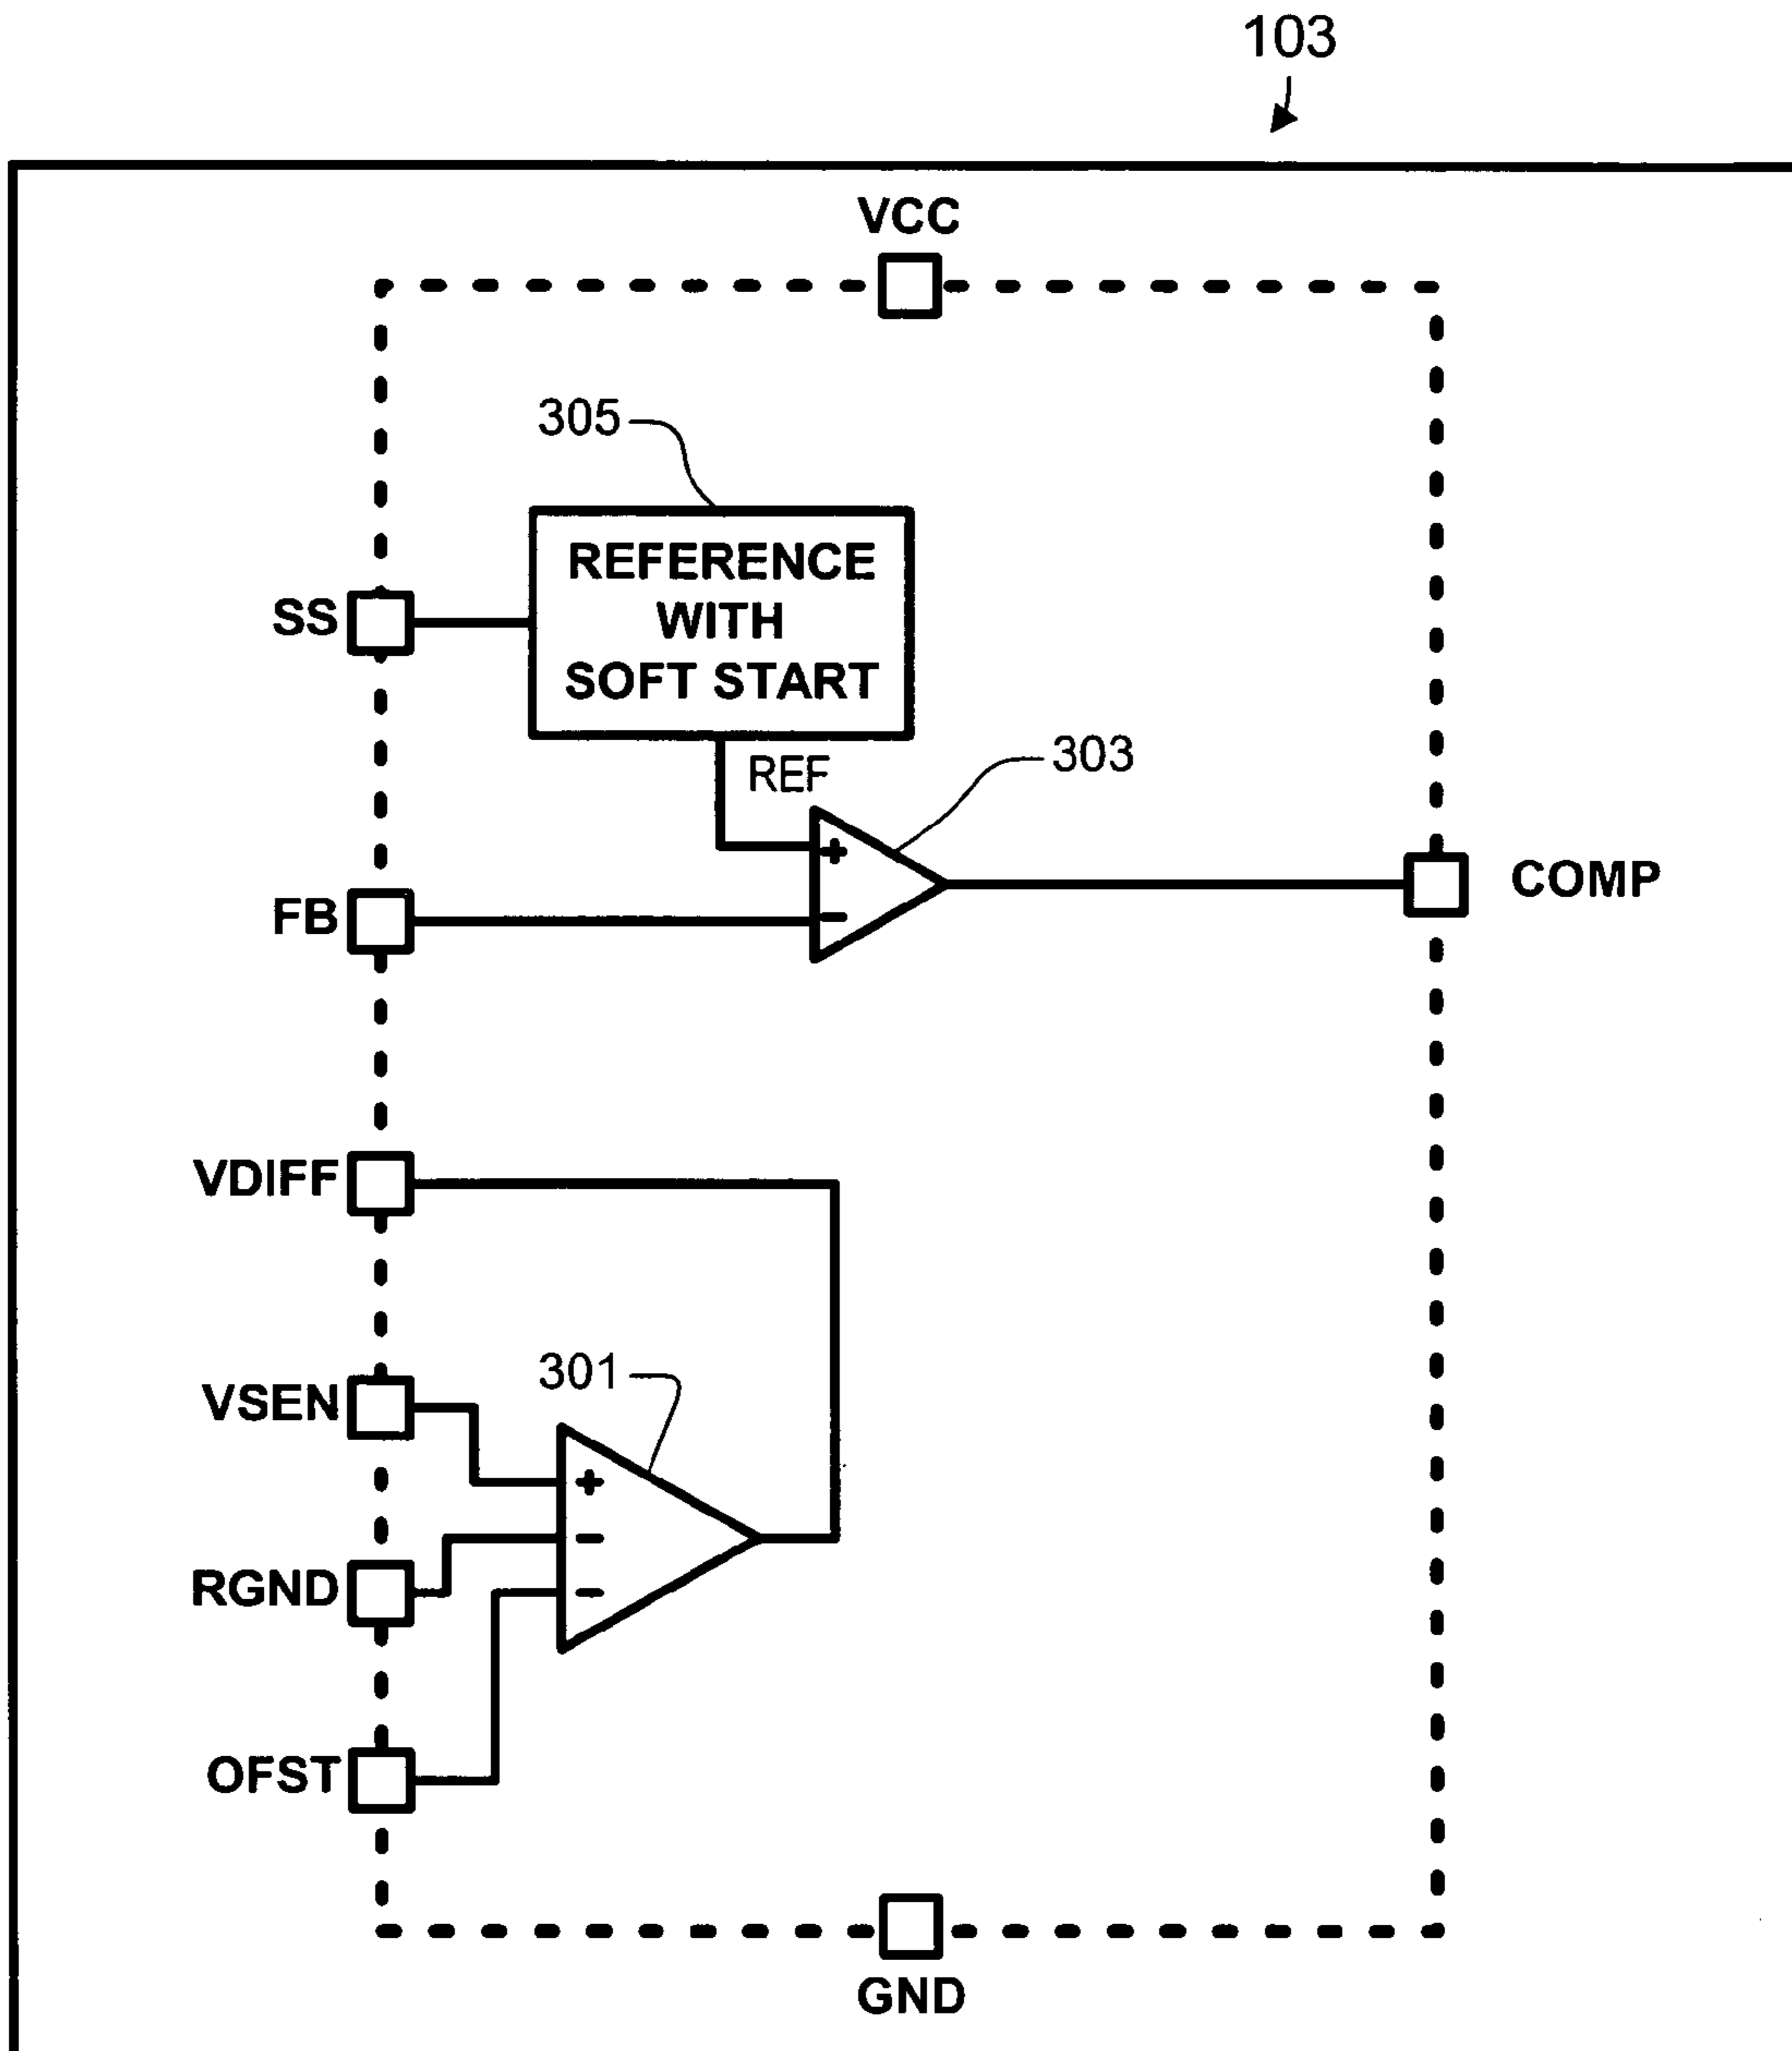 103
VCC
305
REFERENCE
WITH
SOFT START
SS
REF
303
+
−
FB
COMP
VDIFF
VSEN
301
+
−
−
RGND
OFST
GND